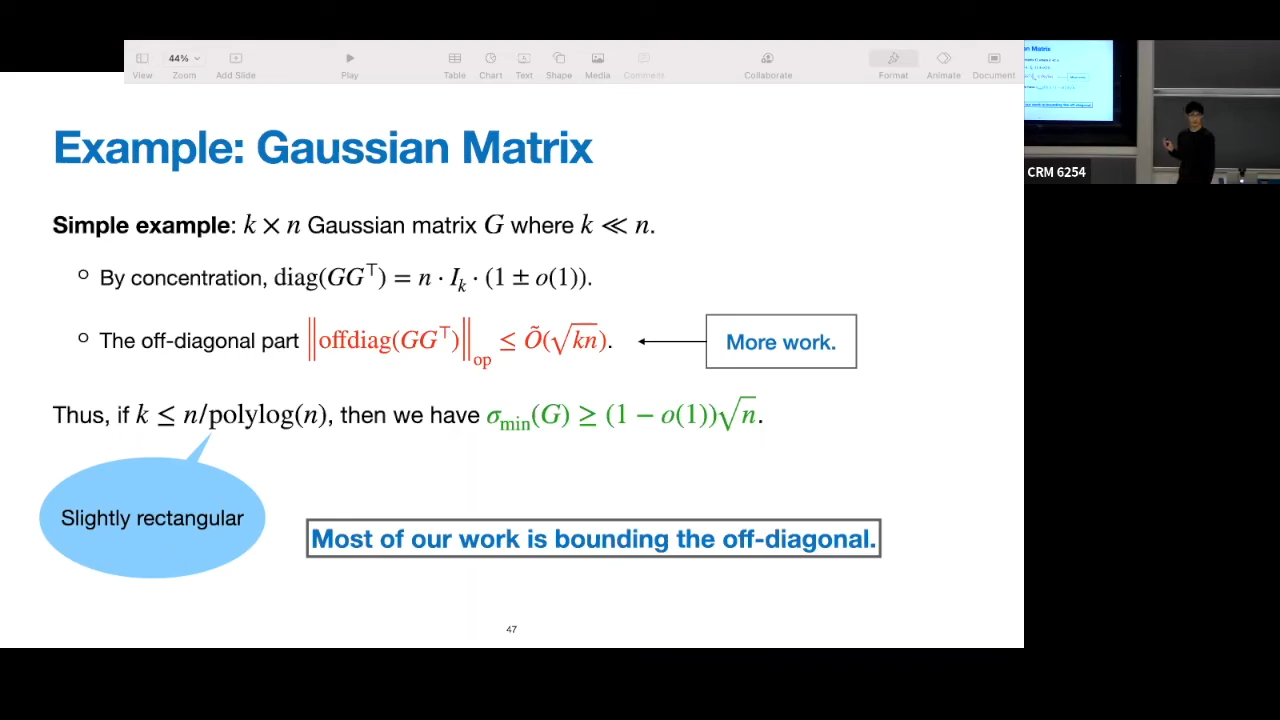 44%
View Zoom Add Slide Play Table Chart Text Shape Media Comment Collaborate Format Animate Document
Example: Gaussian Matrix
Simple example: k × n Gaussian matrix G where k ≪ n.
By concentration, diag(GG⊤) = n · I_k · (1 ± o(1)).
The off-diagonal part ‖offdiag(GG⊤)‖_op ≤ Õ(√kn).
More work.
Thus, if k ≤ n/polylog(n), then we have σ_min(G) ≥ (1 − o(1))√n.
Slightly rectangular
Most of our work is bounding the off-diagonal.
47
CRM 6254